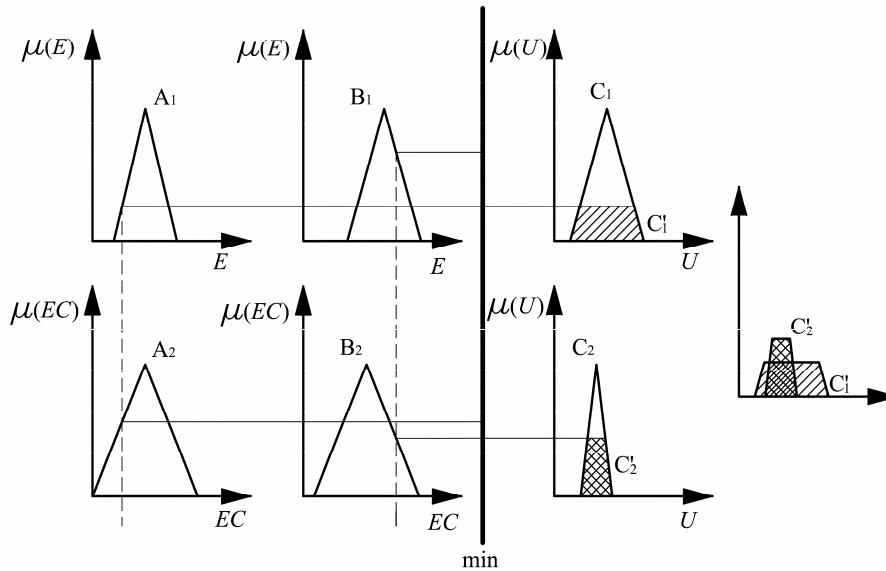 μ(E) μ(E) μ(U)
A₁ B₁ C₁
C'₁
E E U
μ(EC) μ(EC) μ(U)
A₂ B₂ C₂
C'₂
EC EC U
C'₂
C'₁
min